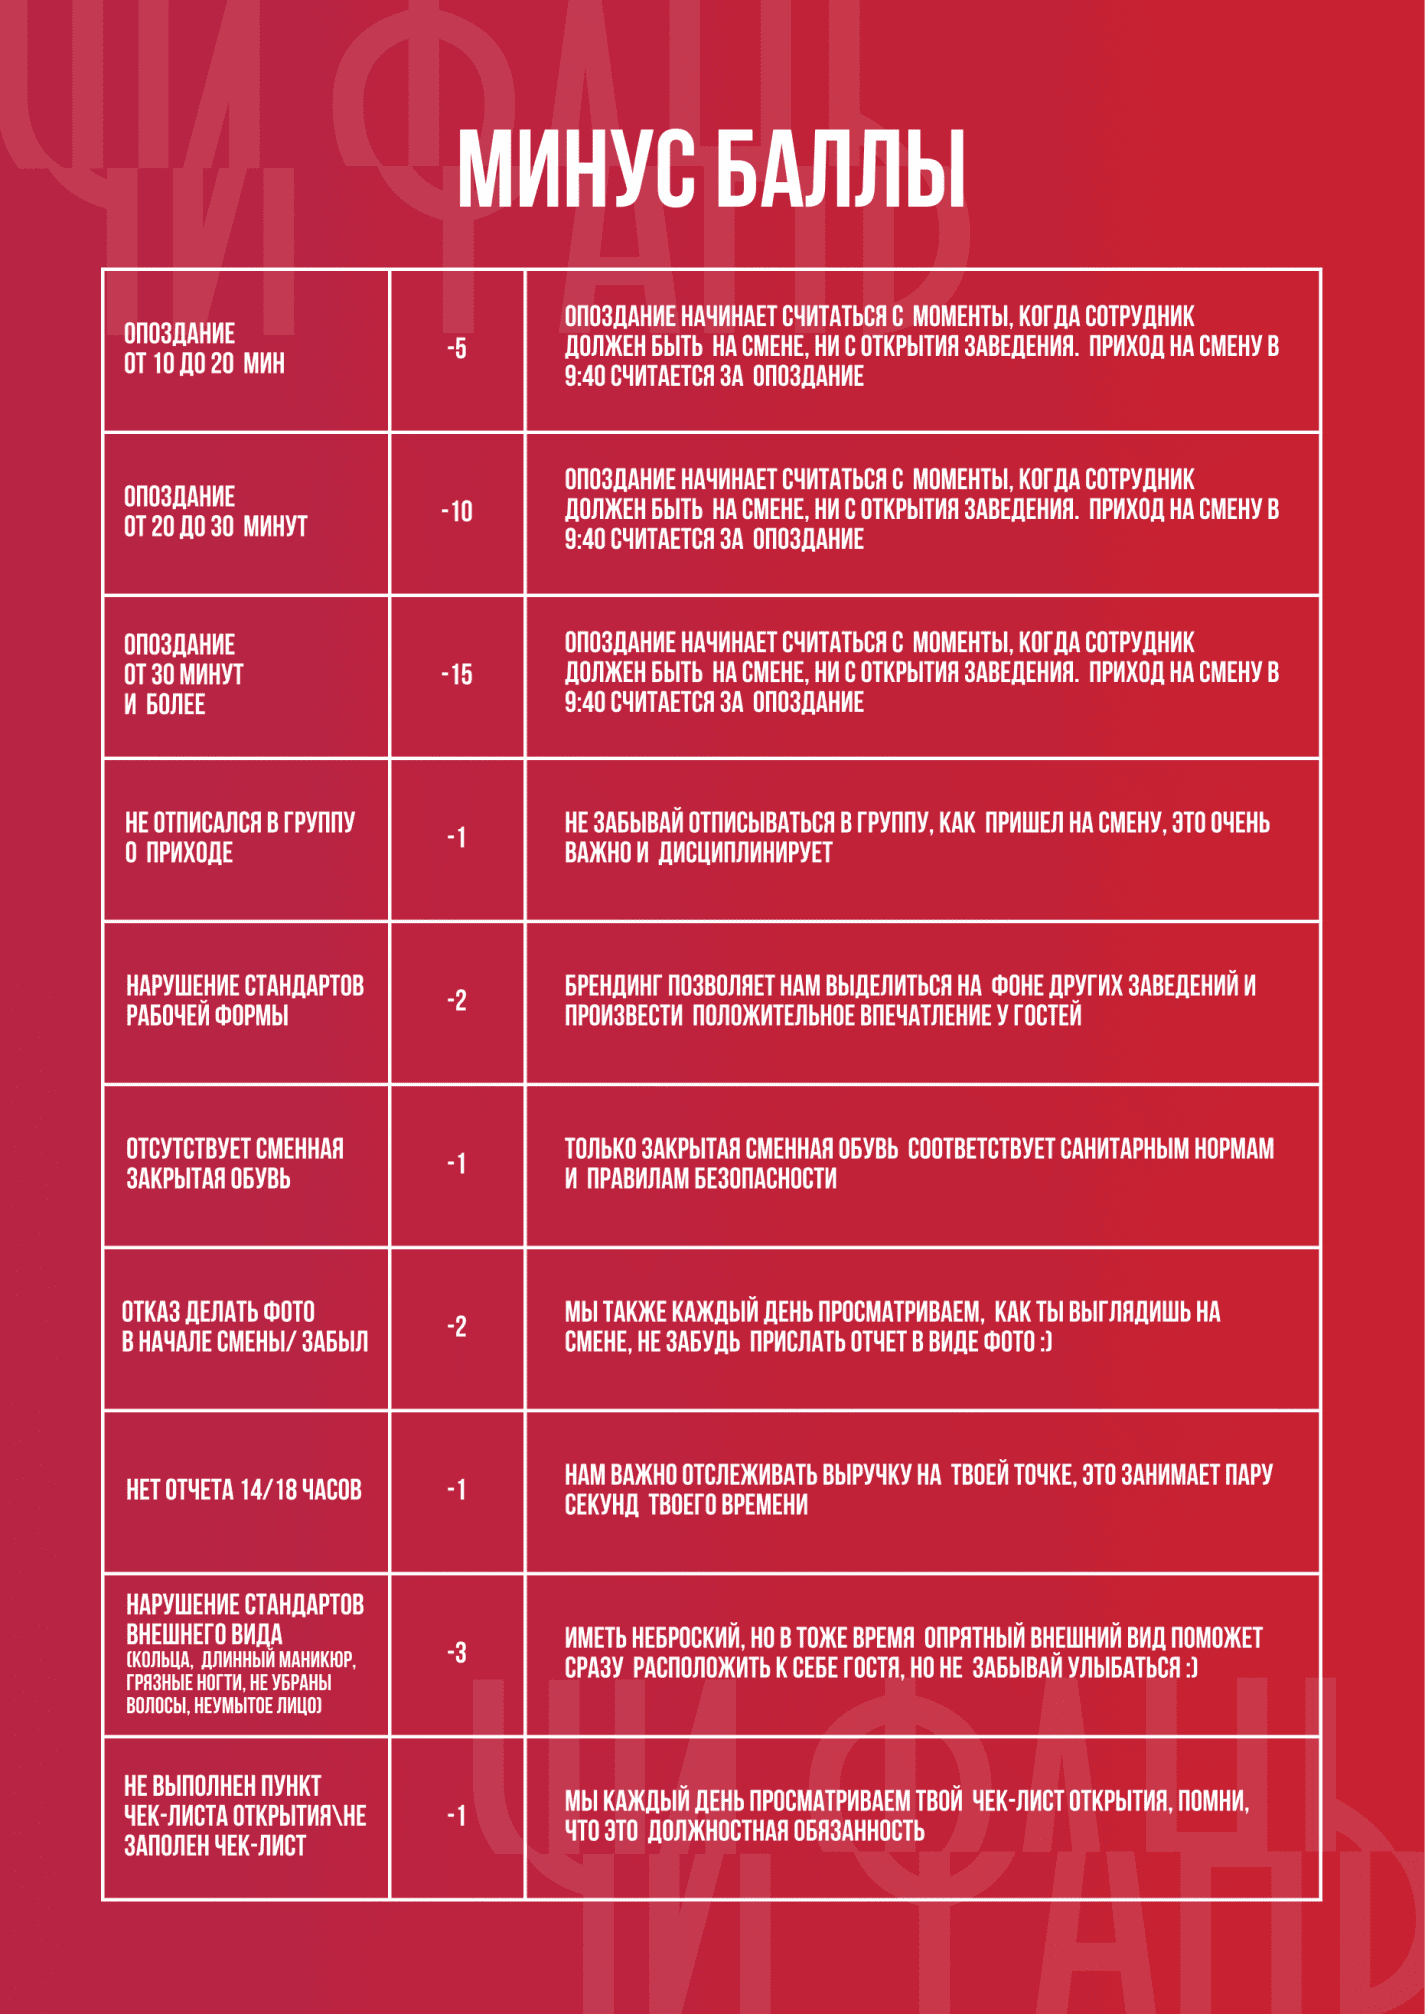 ЧИ ФАНЬ
ЧИ ФАНЬ
МИНУС БАЛЛЫ
ОПОЗДАНИЕ
ОТ 10 ДО 20 МИН
-5
ОПОЗДАНИЕ НАЧИНАЕТ СЧИТАТЬСЯ С МОМЕНТЫ, КОГДА СОТРУДНИК
ДОЛЖЕН БЫТЬ НА СМЕНЕ, НИ С ОТКРЫТИЯ ЗАВЕДЕНИЯ. ПРИХОД НА СМЕНУ В
9:40 СЧИТАЕТСЯ ЗА ОПОЗДАНИЕ
ОПОЗДАНИЕ
ОТ 20 ДО 30 МИНУТ
-10
ОПОЗДАНИЕ НАЧИНАЕТ СЧИТАТЬСЯ С МОМЕНТЫ, КОГДА СОТРУДНИК
ДОЛЖЕН БЫТЬ НА СМЕНЕ, НИ С ОТКРЫТИЯ ЗАВЕДЕНИЯ. ПРИХОД НА СМЕНУ В
9:40 СЧИТАЕТСЯ ЗА ОПОЗДАНИЕ
ОПОЗДАНИЕ
ОТ 30 МИНУТ
И БОЛЕЕ
-15
ОПОЗДАНИЕ НАЧИНАЕТ СЧИТАТЬСЯ С МОМЕНТЫ, КОГДА СОТРУДНИК
ДОЛЖЕН БЫТЬ НА СМЕНЕ, НИ С ОТКРЫТИЯ ЗАВЕДЕНИЯ. ПРИХОД НА СМЕНУ В
9:40 СЧИТАЕТСЯ ЗА ОПОЗДАНИЕ
НЕ ОТПИСАЛСЯ В ГРУППУ
О ПРИХОДЕ
-1
НЕ ЗАБЫВАЙ ОТПИСЫВАТЬСЯ В ГРУППУ, КАК ПРИШЕЛ НА СМЕНУ, ЭТО ОЧЕНЬ
ВАЖНО И ДИСЦИПЛИНИРУЕТ
НАРУШЕНИЕ СТАНДАРТОВ
РАБОЧЕЙ ФОРМЫ
-2
БРЕНДИНГ ПОЗВОЛЯЕТ НАМ ВЫДЕЛИТЬСЯ НА ФОНЕ ДРУГИХ ЗАВЕДЕНИЙ И
ПРОИЗВЕСТИ ПОЛОЖИТЕЛЬНОЕ ВПЕЧАТЛЕНИЕ У ГОСТЕЙ
ОТСУТСТВУЕТ СМЕННАЯ
ЗАКРЫТАЯ ОБУВЬ
-1
ТОЛЬКО ЗАКРЫТАЯ СМЕННАЯ ОБУВЬ СООТВЕТСТВУЕТ САНИТАРНЫМ НОРМАМ
И ПРАВИЛАМ БЕЗОПАСНОСТИ
ОТКАЗ ДЕЛАТЬ ФОТО
В НАЧАЛЕ СМЕНЫ/ ЗАБЫЛ
-2
МЫ ТАКЖЕ КАЖДЫЙ ДЕНЬ ПРОСМАТРИВАЕМ, КАК ТЫ ВЫГЛЯДИШЬ НА
СМЕНЕ, НЕ ЗАБУДЬ ПРИСЛАТЬ ОТЧЕТ В ВИДЕ ФОТО :)
НЕТ ОТЧЕТА 14/18 ЧАСОВ
-1
НАМ ВАЖНО ОТСЛЕЖИВАТЬ ВЫРУЧКУ НА ТВОЕЙ ТОЧКЕ, ЭТО ЗАНИМАЕТ ПАРУ
СЕКУНД ТВОЕГО ВРЕМЕНИ
НАРУШЕНИЕ СТАНДАРТОВ
ВНЕШНЕГО ВИДА
(КОЛЬЦА, ДЛИННЫЙ МАНИКЮР,
ГРЯЗНЫЕ НОГТИ, НЕ УБРАНЫ
ВОЛОСЫ, НЕУМЫТОЕ ЛИЦО)
-3
ИМЕТЬ НЕБРОСКИЙ, НО В ТОЖЕ ВРЕМЯ ОПРЯТНЫЙ ВНЕШНИЙ ВИД ПОМОЖЕТ
СРАЗУ РАСПОЛОЖИТЬ К СЕБЕ ГОСТЯ, НО НЕ ЗАБЫВАЙ УЛЫБАТЬСЯ :)
НЕ ВЫПОЛНЕН ПУНКТ
ЧЕК-ЛИСТА ОТКРЫТИЯ\НЕ
ЗАПОЛЕН ЧЕК-ЛИСТ
-1
МЫ КАЖДЫЙ ДЕНЬ ПРОСМАТРИВАЕМ ТВОЙ ЧЕК-ЛИСТ ОТКРЫТИЯ, ПОМНИ,
ЧТО ЭТО ДОЛЖНОСТНАЯ ОБЯЗАННОСТЬ
ЧИ ФАНЬ
ЧИ ФАНЬ